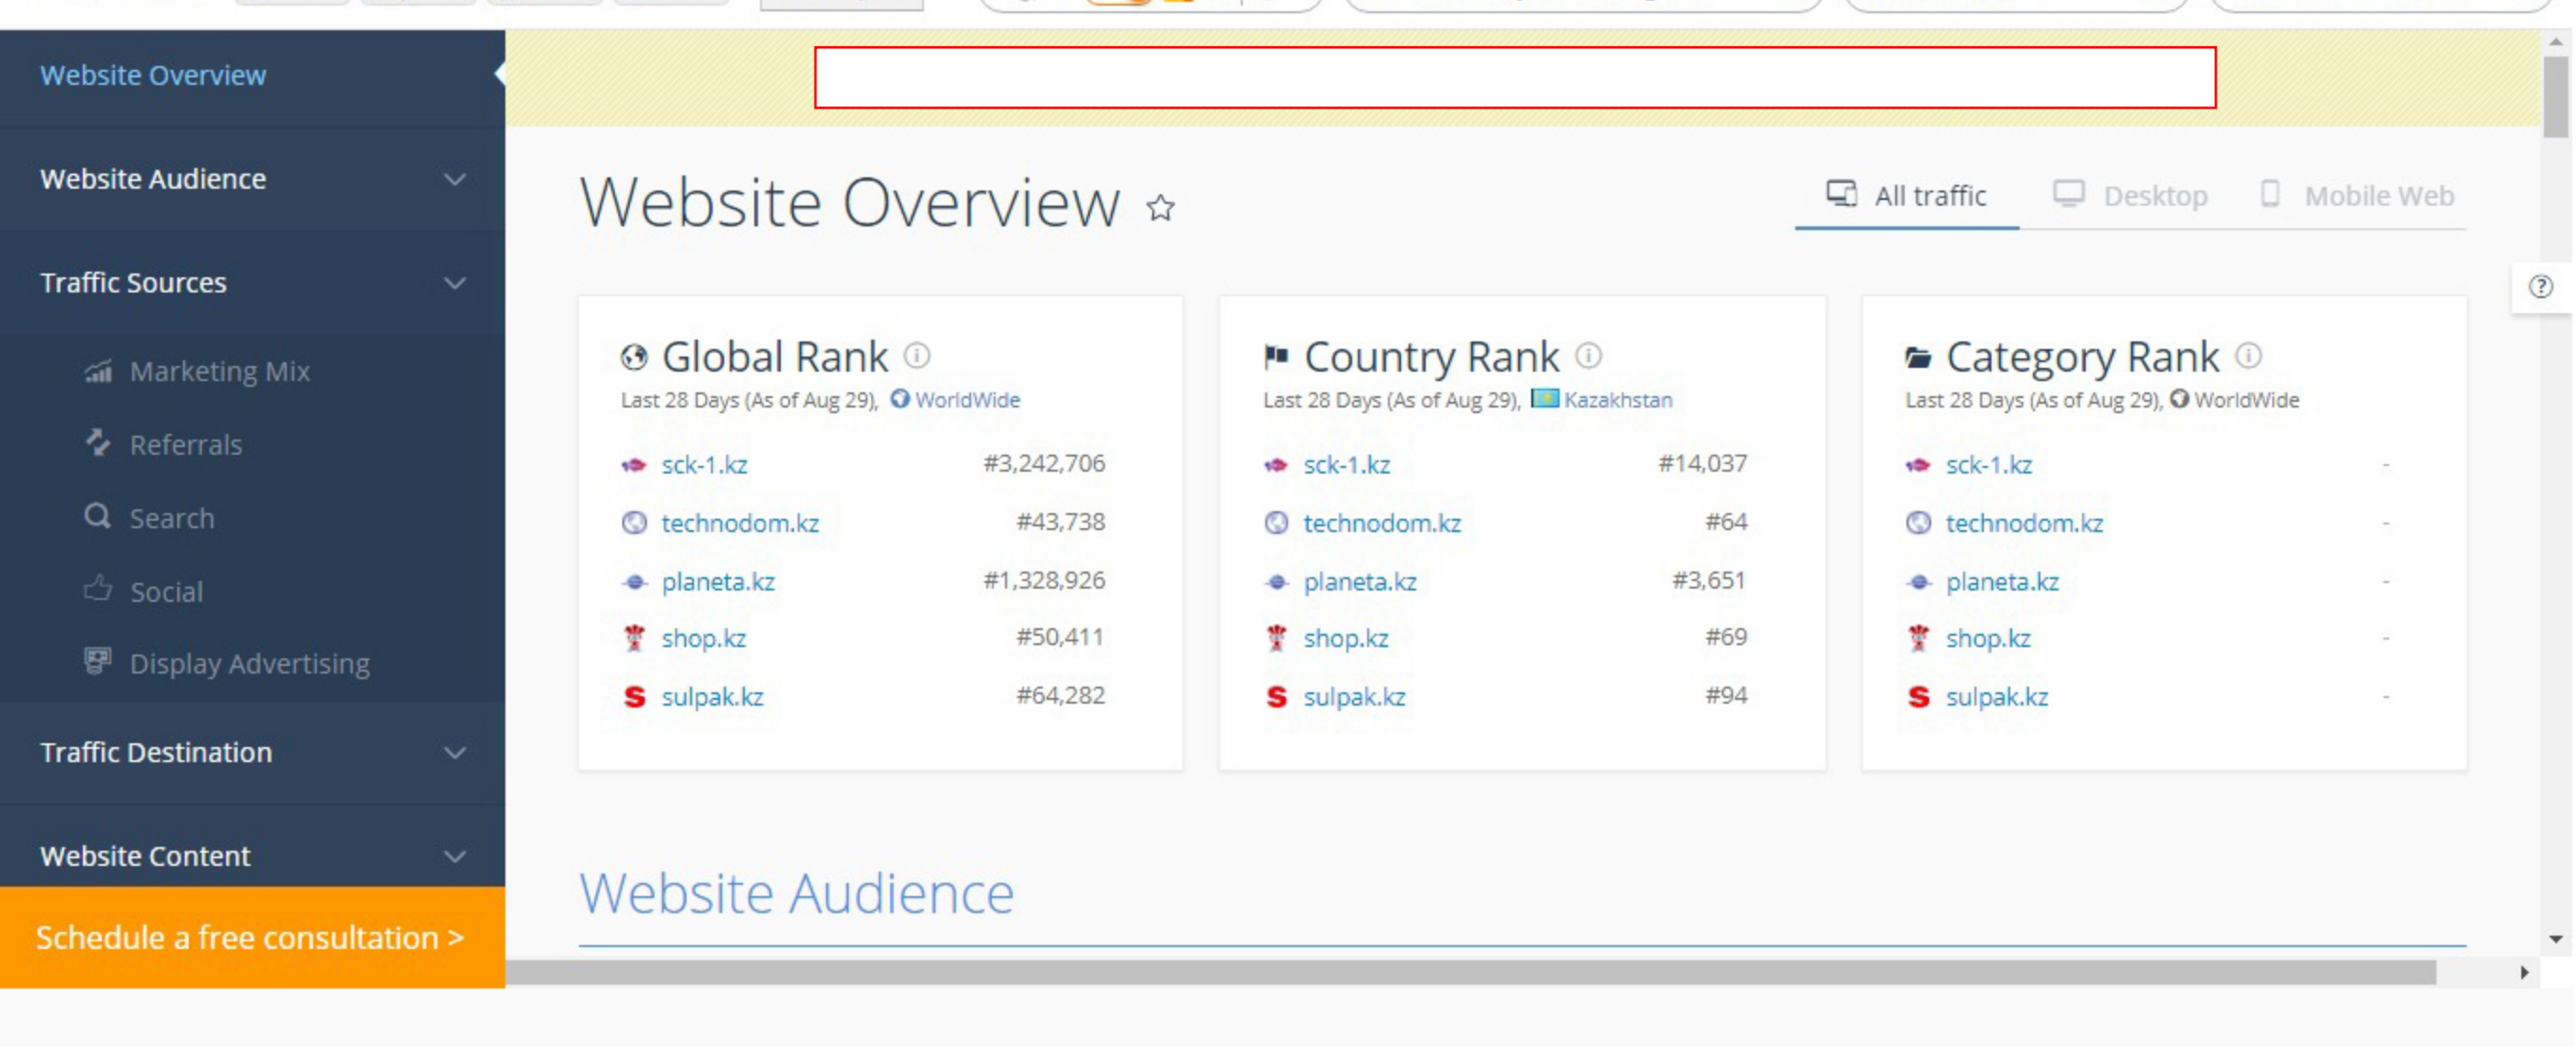 Website Overview
Website Audience
Traffic Sources
Marketing Mix
Referrals
Search
Social
Display Advertising
Traffic Destination
Website Content
Schedule a free consultation >
Website Overview
All traffic
Desktop
Mobile Web
Global Rank
Last 28 Days (As of Aug 29), WorldWide
sck-1.kz #3,242,706
technodom.kz #43,738
planeta.kz #1,328,926
shop.kz #50,411
sulpak.kz #64,282
Country Rank
Last 28 Days (As of Aug 29), Kazakhstan
sck-1.kz #14,037
technodom.kz #64
planeta.kz #3,651
shop.kz #69
sulpak.kz #94
Category Rank
Last 28 Days (As of Aug 29), WorldWide
sck-1.kz -
technodom.kz -
planeta.kz -
shop.kz -
sulpak.kz -
Website Audience